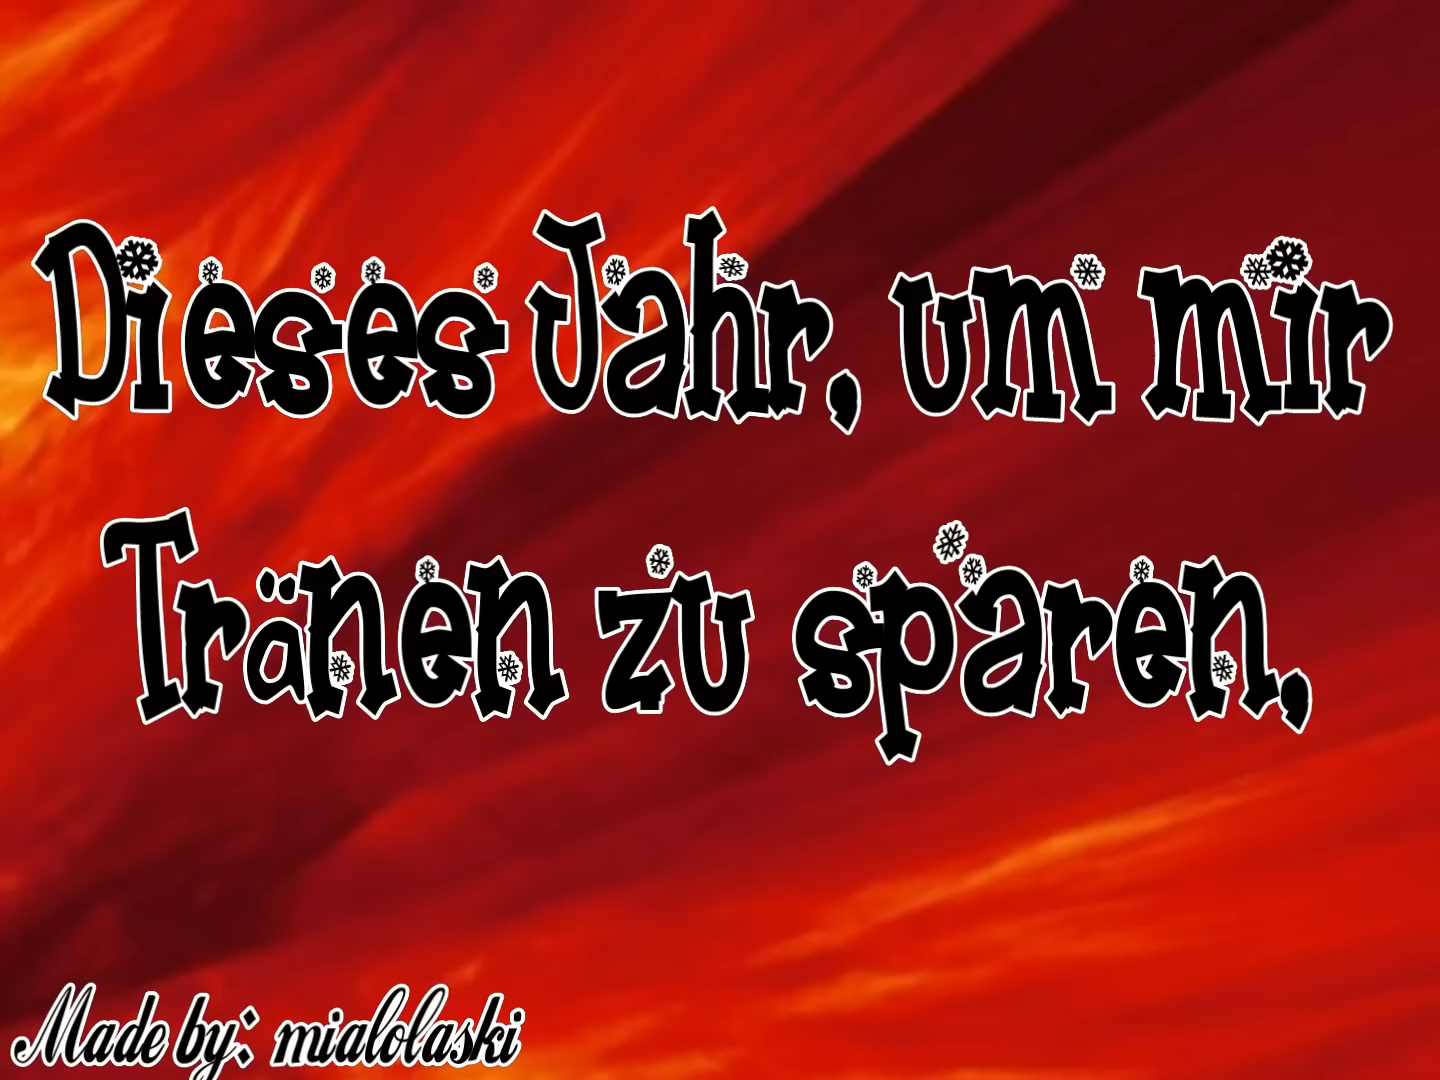 Dieses Jahr, um mir
Tränen zu sparen,
Made by: mialolaski